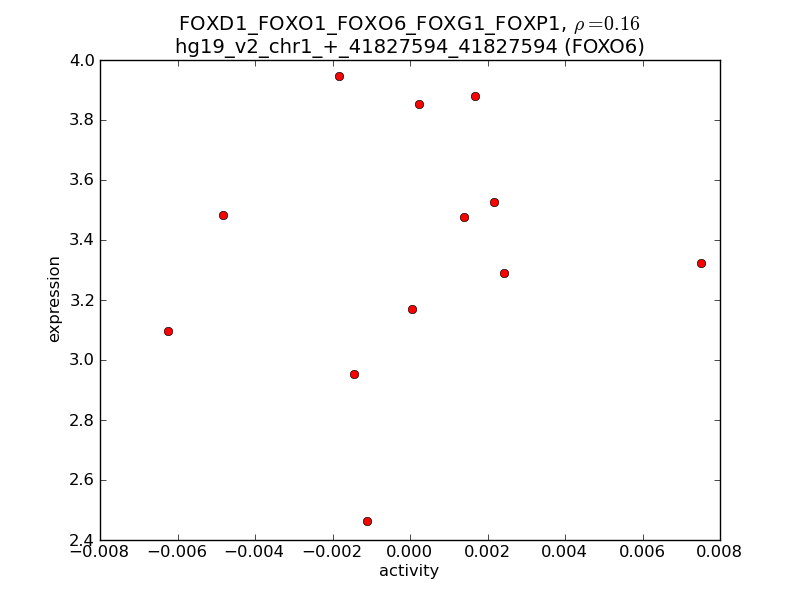 FOXD1_FOXO1_FOXO6_FOXG1_FOXP1, ρ=0.16
hg19_v2_chr1_+_41827594_41827594 (FOXO6)
4.0
3.8
3.6
3.4
3.2
3.0
2.8
2.6
2.4
expression
−0.008 −0.006 −0.004 −0.002 0.000 0.002 0.004 0.006 0.008
activity